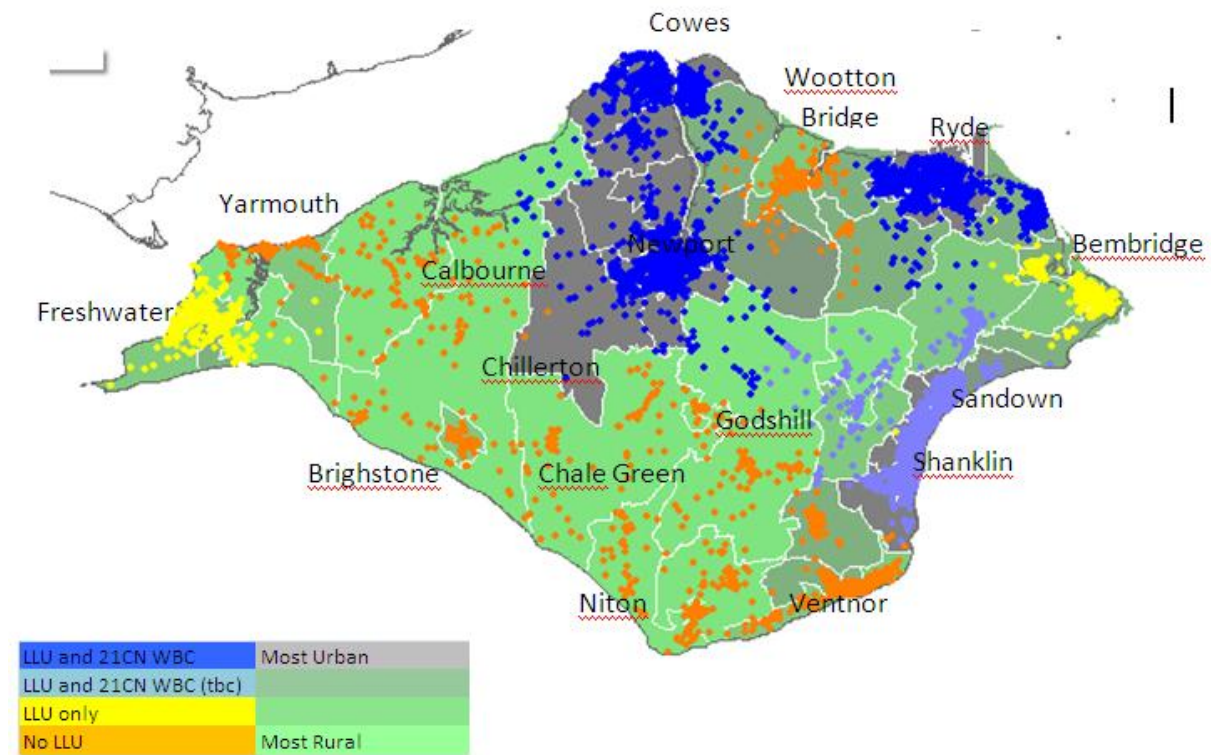 Cowes
Wootton
Bridge
Ryde
Yarmouth
Newport
Bembridge
Calbourne
Freshwater
Chillerton
Sandown
Godshill
Brighstone
Chale Green
Shanklin
Niton
Ventnor
LLU and 21CN WBC Most Urban
LLU and 21CN WBC (tbc)
LLU only
No LLU Most Rural